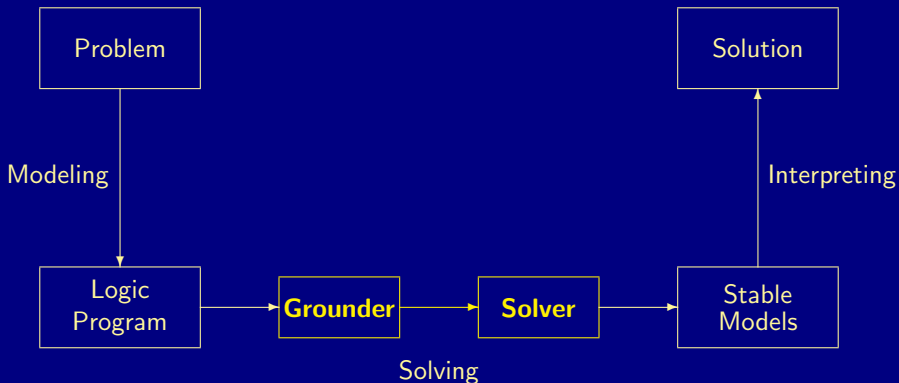 Problem
Solution
Modeling
Interpreting
Logic
Program
Grounder
Solver
Stable
Models
Solving